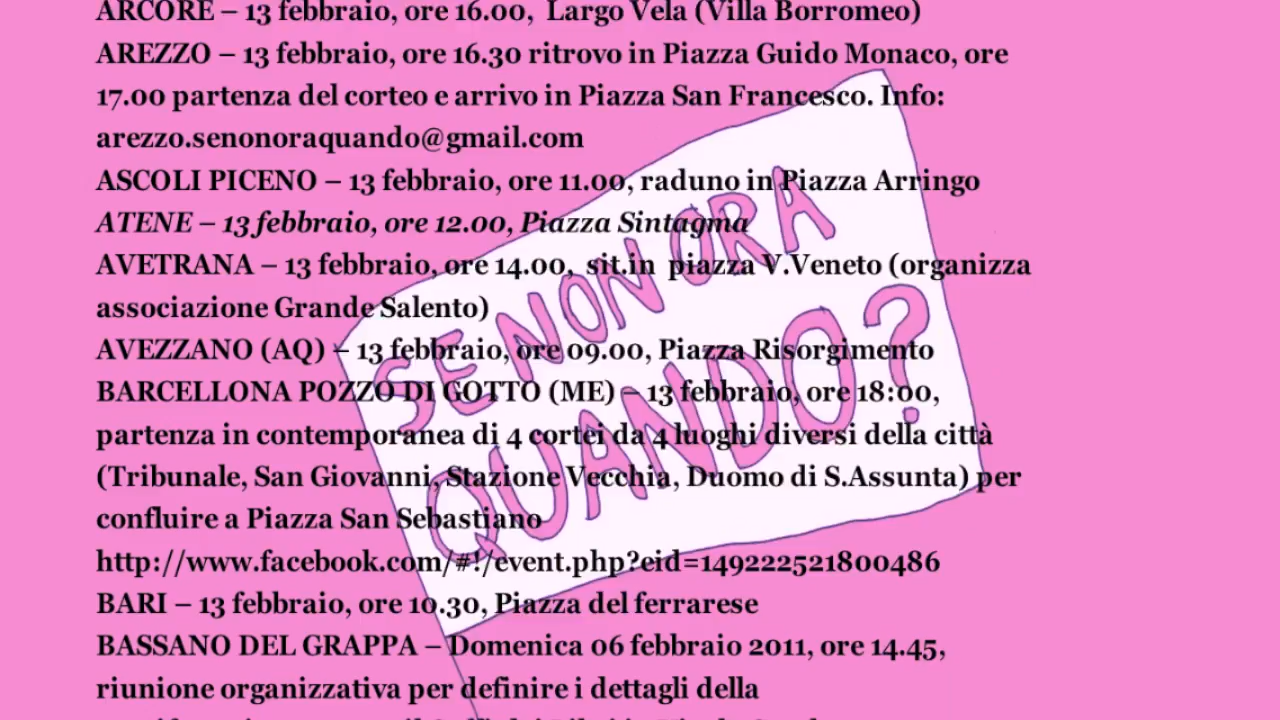 ARCORE – 13 febbraio, ore 16.00, Largo Vela (Villa Borromeo)
AREZZO – 13 febbraio, ore 16.30 ritrovo in Piazza Guido Monaco, ore
17.00 partenza del corteo e arrivo in Piazza San Francesco. Info:
arezzo.senonoraquando@gmail.com
ASCOLI PICENO – 13 febbraio, ore 11.00, raduno in Piazza Arringo
ATENE – 13 febbraio, ore 12.00, Piazza Sintagma
AVETRANA – 13 febbraio, ore 14.00, sit.in piazza V.Veneto (organizza
associazione Grande Salento)
AVEZZANO (AQ) – 13 febbraio, ore 09.00, Piazza Risorgimento
BARCELLONA POZZO DI GOTTO (ME) – 13 febbraio, ore 18:00,
partenza in contemporanea di 4 cortei da 4 luoghi diversi della città
(Tribunale, San Giovanni, Stazione Vecchia, Duomo di S.Assunta) per
confluire a Piazza San Sebastiano
http://www.facebook.com/#!/event.php?eid=149222521800486
BARI – 13 febbraio, ore 10.30, Piazza del ferrarese
BASSANO DEL GRAPPA – Domenica 06 febbraio 2011, ore 14.45,
riunione organizzativa per definire i dettagli della
SE NON ORA
QUANDO?